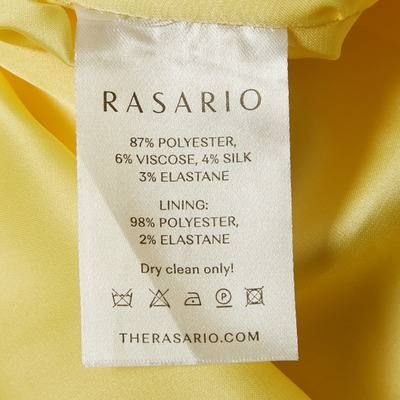 RASARIO
87% POLYESTER,
6% VISCOSE, 4% SILK
3% ELASTANE
LINING:
98% POLYESTER,
2% ELASTANE
Dry clean only!
P
THERASARIO.COM